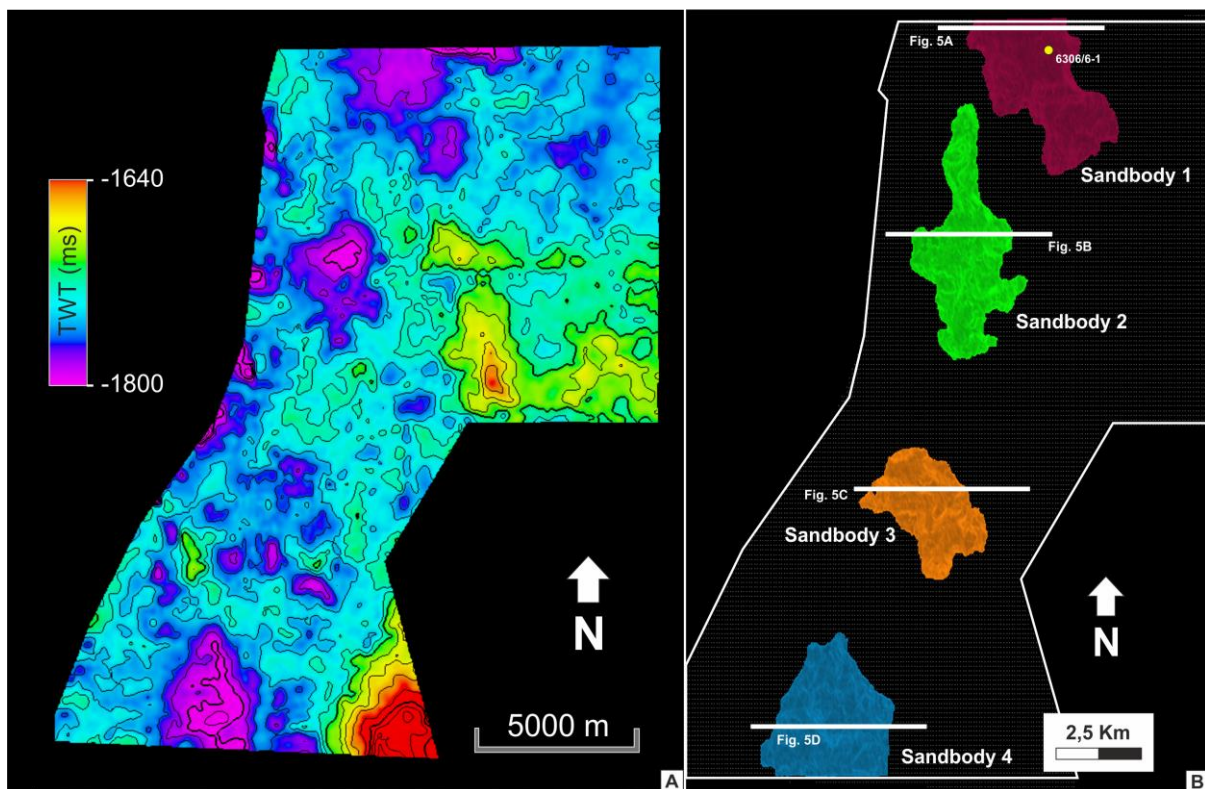 -1640
TWT (ms)
-1800
N
5000 m
A
Fig. 5A
6306/6-1
Sandbody 1
Fig. 5B
Sandbody 2
Fig. 5C
Sandbody 3
N
2,5 Km
Fig. 5D
Sandbody 4
B